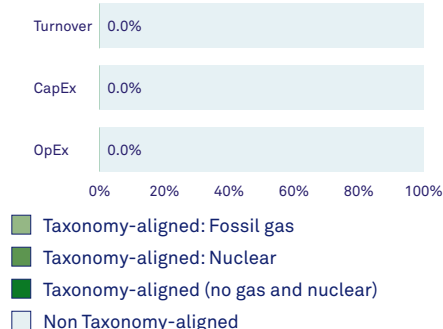 Turnover 0.0%
CapEx 0.0%
OpEx 0.0%
0% 20% 40% 60% 80% 100%
Taxonomy-aligned: Fossil gas
Taxonomy-aligned: Nuclear
Taxonomy-aligned (no gas and nuclear)
Non Taxonomy-aligned